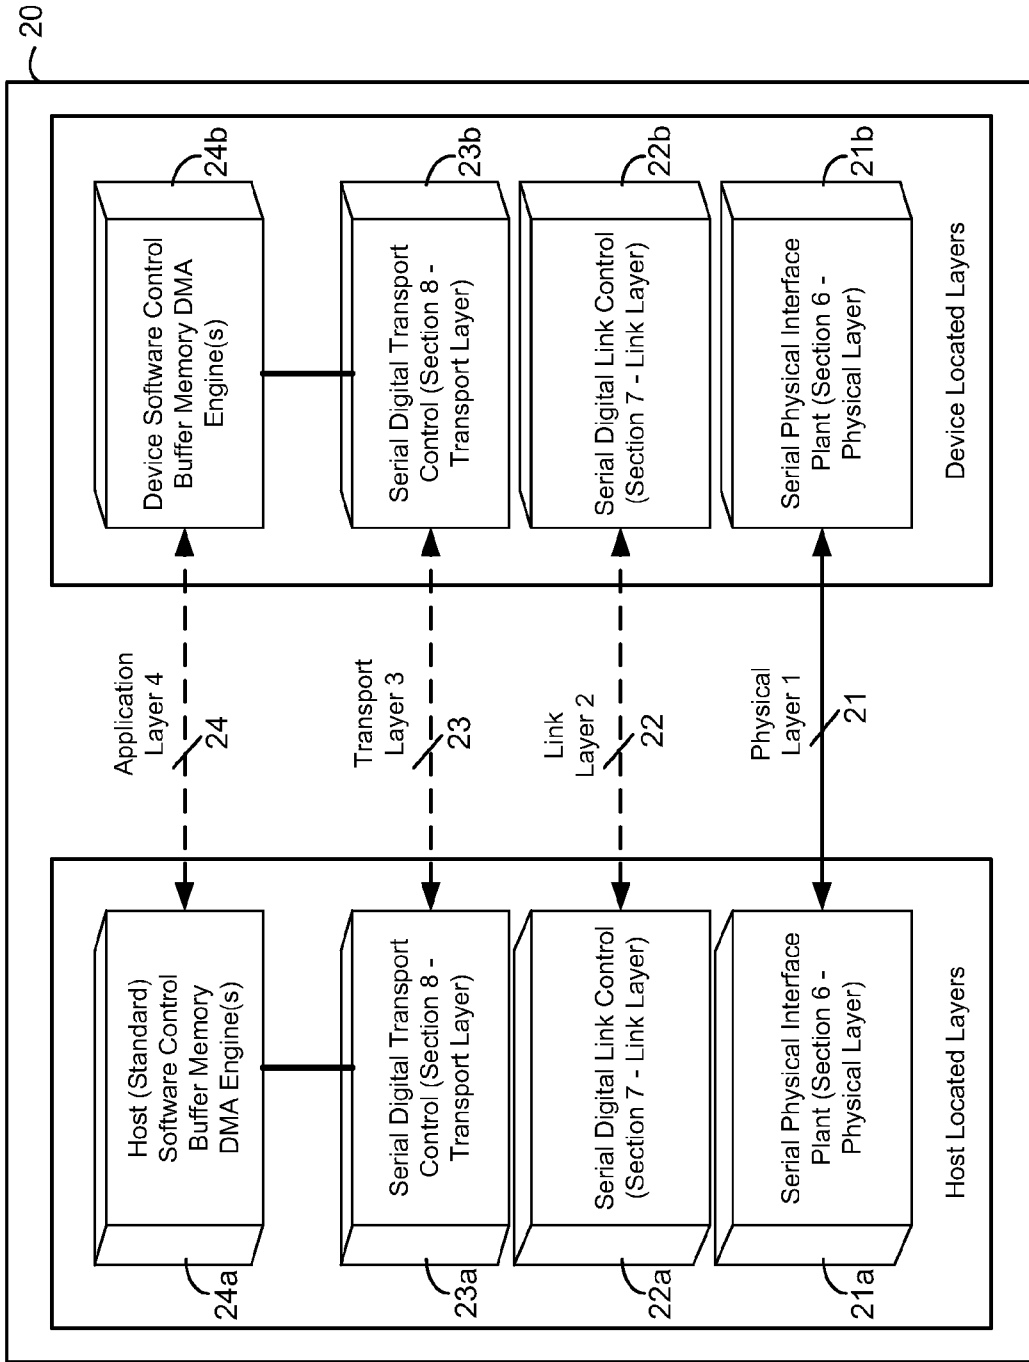 20
Host (Standard)
Software Control
Buffer Memory
DMA Engine(s)
24a
Application
Layer 4
24
Device Software Control
Buffer Memory DMA
Engine(s)
24b
Serial Digital Transport
Control (Section 8 -
Transport Layer)
23a
Transport
Layer 3
23
Serial Digital Transport
Control (Section 8 -
Transport Layer)
23b
Serial Digital Link Control
(Section 7 - Link Layer)
22a
Link
Layer 2
22
Serial Digital Link Control
(Section 7 - Link Layer)
22b
Serial Physical Interface
Plant (Section 6 -
Physical Layer)
21a
Physical
Layer 1
21
Serial Physical Interface
Plant (Section 6 -
Physical Layer)
21b
Host Located Layers
Device Located Layers